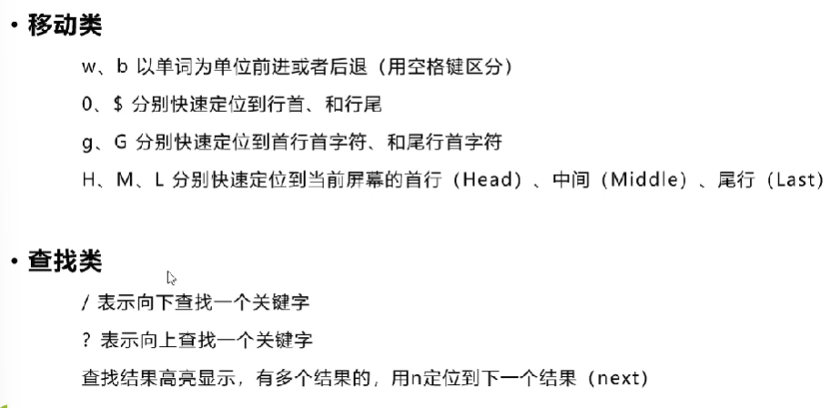 • 移动类
w、b 以单词为单位前进或者后退（用空格键区分）
0、$ 分别快速定位到行首、和行尾
g、G 分别快速定位到首行首字符、和尾行首字符
H、M、L 分别快速定位到当前屏幕的首行（Head）、中间（Middle）、尾行（Last）
• 查找类
/ 表示向下查找一个关键字
? 表示向上查找一个关键字
查找结果高亮显示，有多个结果的，用n定位到下一个结果（next）